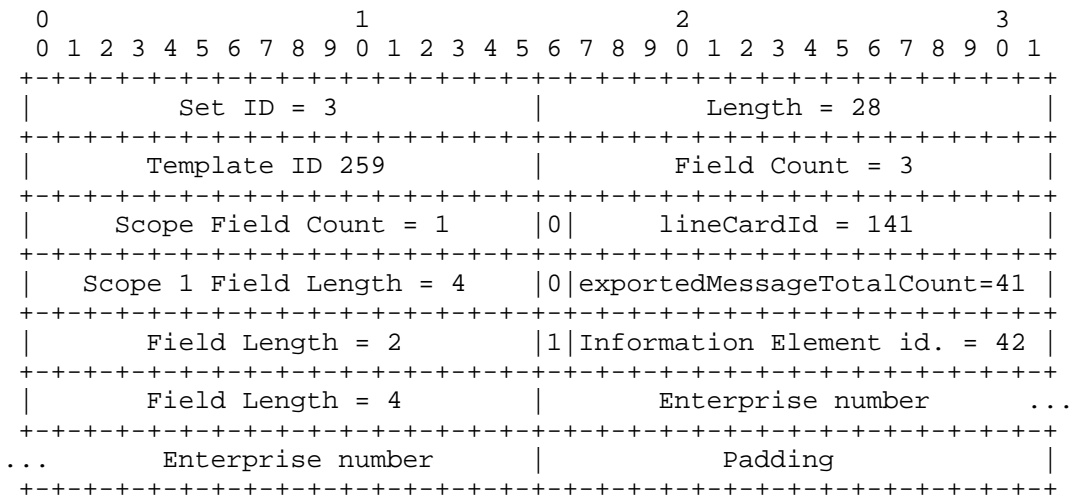 0                   1                   2                   3
 0 1 2 3 4 5 6 7 8 9 0 1 2 3 4 5 6 7 8 9 0 1 2 3 4 5 6 7 8 9 0 1
+-+-+-+-+-+-+-+-+-+-+-+-+-+-+-+-+-+-+-+-+-+-+-+-+-+-+-+-+-+-+-+-+
|         Set ID = 3            |          Length = 28          |
+-+-+-+-+-+-+-+-+-+-+-+-+-+-+-+-+-+-+-+-+-+-+-+-+-+-+-+-+-+-+-+-+
|       Template ID 259         |        Field Count = 3        |
+-+-+-+-+-+-+-+-+-+-+-+-+-+-+-+-+-+-+-+-+-+-+-+-+-+-+-+-+-+-+-+-+
|     Scope Field Count = 1     |0|     lineCardId = 141        |
+-+-+-+-+-+-+-+-+-+-+-+-+-+-+-+-+-+-+-+-+-+-+-+-+-+-+-+-+-+-+-+-+
|   Scope 1 Field Length = 4    |0|exportedMessageTotalCount=41 |
+-+-+-+-+-+-+-+-+-+-+-+-+-+-+-+-+-+-+-+-+-+-+-+-+-+-+-+-+-+-+-+-+
|       Field Length = 2        |1|Information Element id. = 42 |
+-+-+-+-+-+-+-+-+-+-+-+-+-+-+-+-+-+-+-+-+-+-+-+-+-+-+-+-+-+-+-+-+
|       Field Length = 4        |       Enterprise number      ...
+-+-+-+-+-+-+-+-+-+-+-+-+-+-+-+-+-+-+-+-+-+-+-+-+-+-+-+-+-+-+-+-+
...       Enterprise number       |           Padding             |
+-+-+-+-+-+-+-+-+-+-+-+-+-+-+-+-+-+-+-+-+-+-+-+-+-+-+-+-+-+-+-+-+